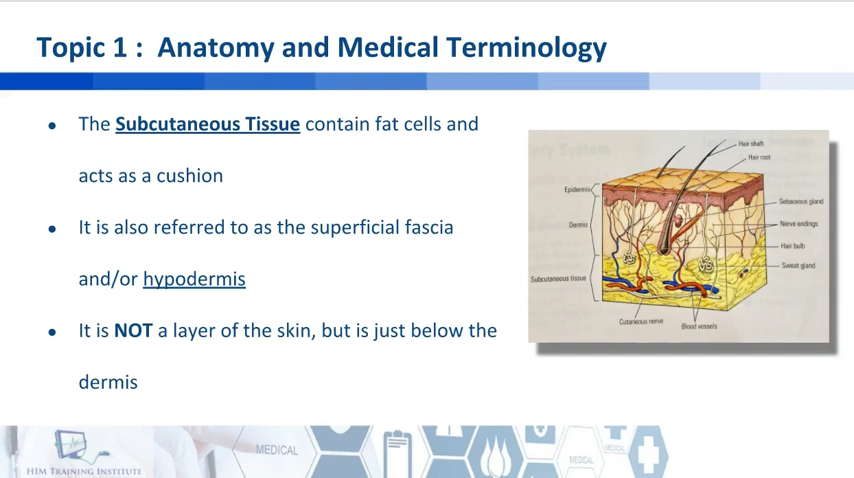 Topic 1 :  Anatomy and Medical Terminology
• The Subcutaneous Tissue contain fat cells and
acts as a cushion
• It is also referred to as the superficial fascia
and/or hypodermis
• It is NOT a layer of the skin, but is just below the
dermis
Hair shaft
Hair root
Epidermis
Sebaceous gland
Dermis
Nerve endings
Hair bulb
Sweat gland
Subcutaneous tissue
Cutaneous nerve
Blood vessels
MEDICAL
MEDICAL
MEDICAL
HIM TRAINING INSTITUTE